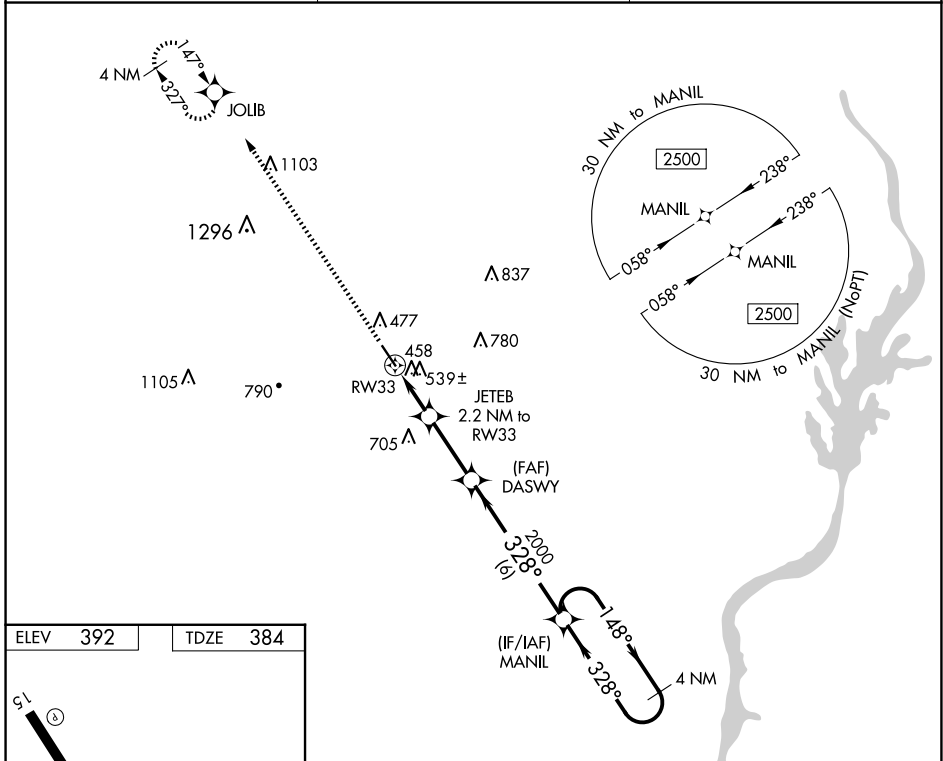 147°
4 NM
327°
JOLIB
1103
1296
30 NM to MANIL
2500
238°
MANIL
058°
238°
MANIL
058°
2500
30 NM to MANIL (NoPT)
837
477
780
458
RW33
539±
1105
790
JETEB
2.2 NM to
RW33
705
(FAF)
DASWY
2000
328°
(6)
(IF/IAF)
MANIL
148°
328°
4 NM
ELEV 392
TDZE 384
15
P